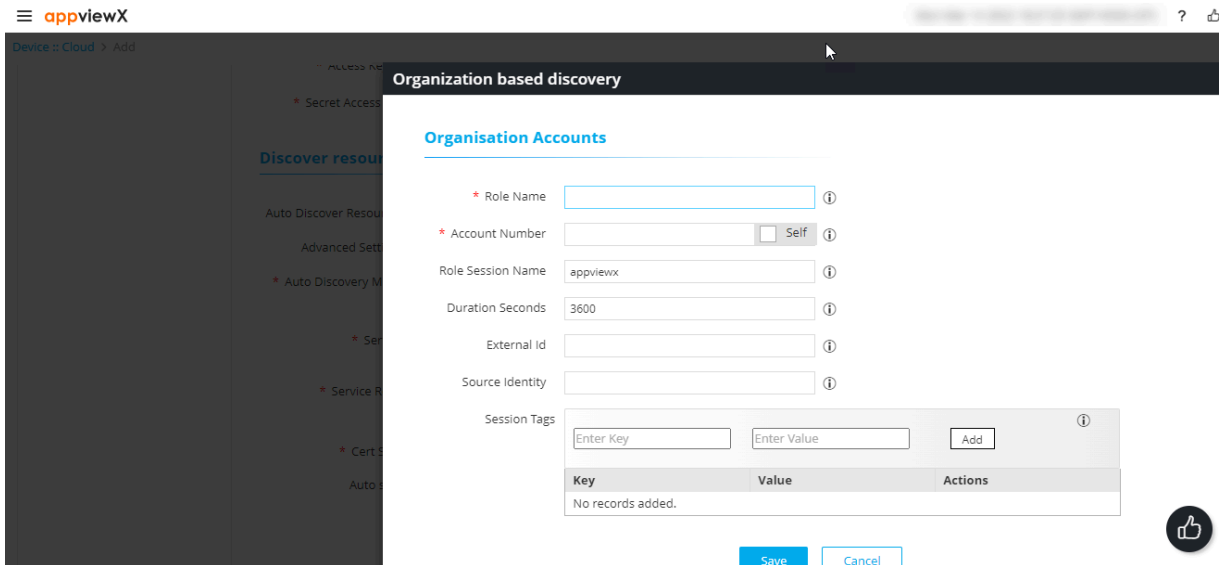 appviewX
?
Device :: Cloud > Add
* Access Ke
Organization based discovery
* Secret Access
Organisation Accounts
Discover resour
* Role Name
Auto Discover Resou
* Account Number
Self
Advanced Sett
Role Session Name
appviewx
* Auto Discovery M
Duration Seconds
3600
* Ser
External Id
Source Identity
* Service R
Session Tags
Enter Key
Enter Value
Add
* Cert S
Key Value Actions
Auto s
No records added.
Save
Cancel